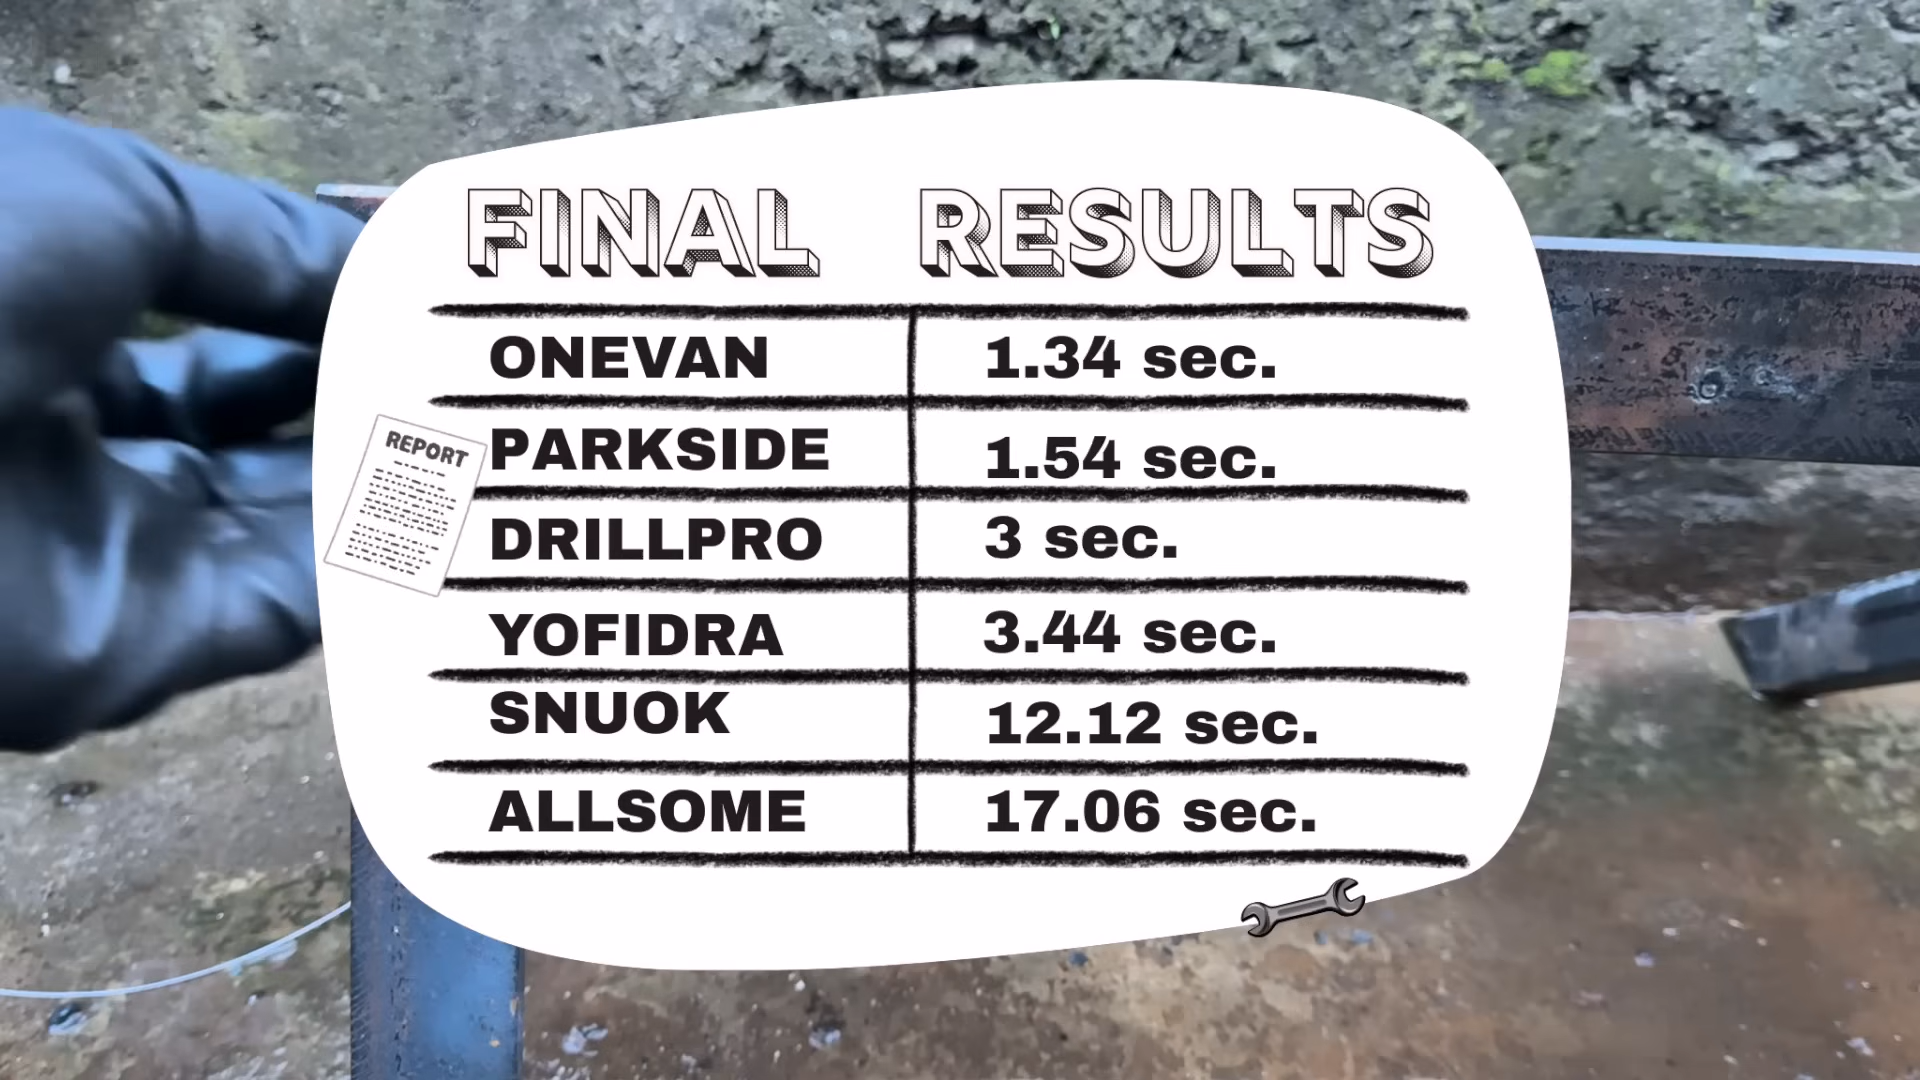 FINAL RESULTS
ONEVAN 1.34 sec.
PARKSIDE 1.54 sec.
REPORT
DRILLPRO 3 sec.
YOFIDRA 3.44 sec.
SNUOK 12.12 sec.
ALLSOME 17.06 sec.